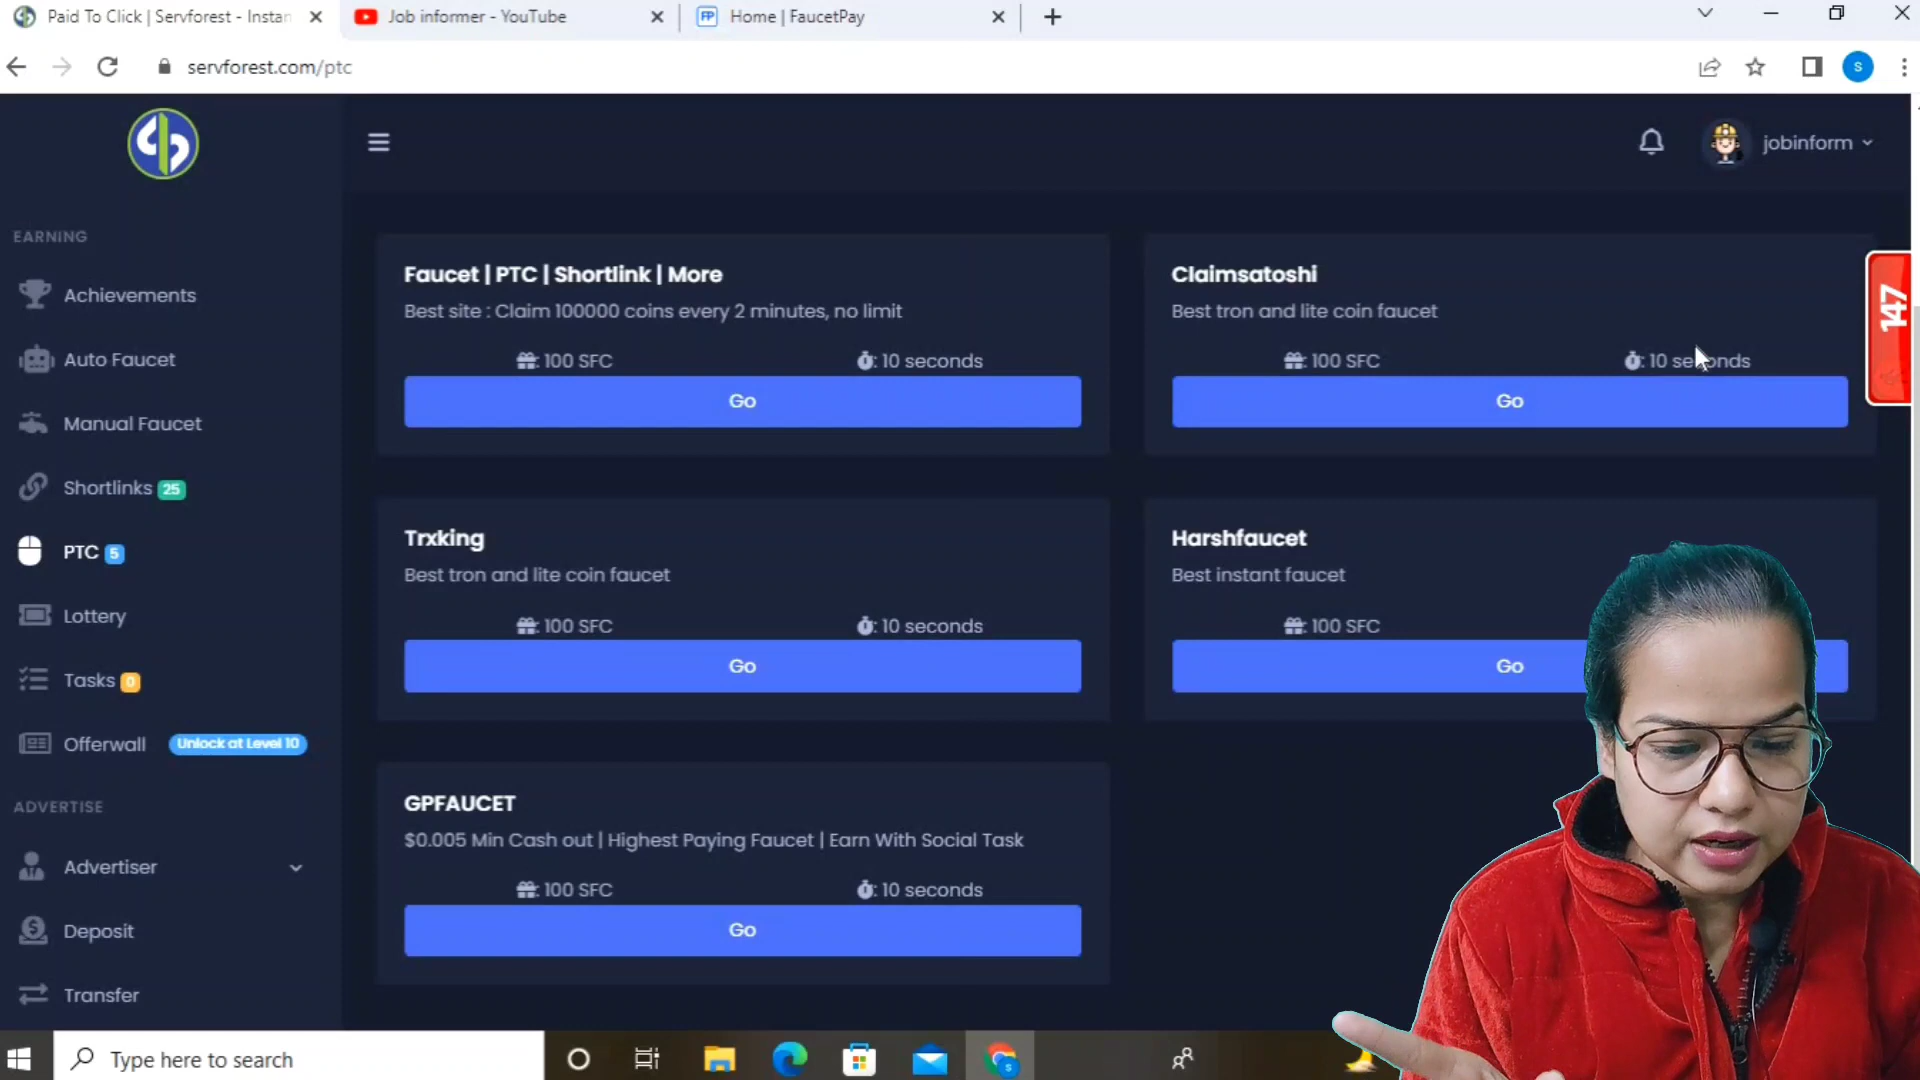 Paid To Click | Servforest - Instan
Job informer - YouTube
FP
Home | FaucetPay
servforest.com/ptc
s
jobinform
EARNING
Achievements
Auto Faucet
Manual Faucet
Shortlinks 25
PTC 5
Lottery
Tasks 0
Offerwall Unlock at Level 10
ADVERTISE
Advertiser
Deposit
Transfer
Faucet | PTC | Shortlink | More
Best site : Claim 100000 coins every 2 minutes, no limit
: 100 SFC : 10 seconds
Go
Claimsatoshi
Best tron and lite coin faucet
: 100 SFC : 10 seconds
Go
147
Trxking
Best tron and lite coin faucet
: 100 SFC : 10 seconds
Go
Harshfaucet
Best instant faucet
: 100 SFC
Go
GPFAUCET
$0.005 Min Cash out | Highest Paying Faucet | Earn With Social Task
: 100 SFC : 10 seconds
Go
Type here to search
s